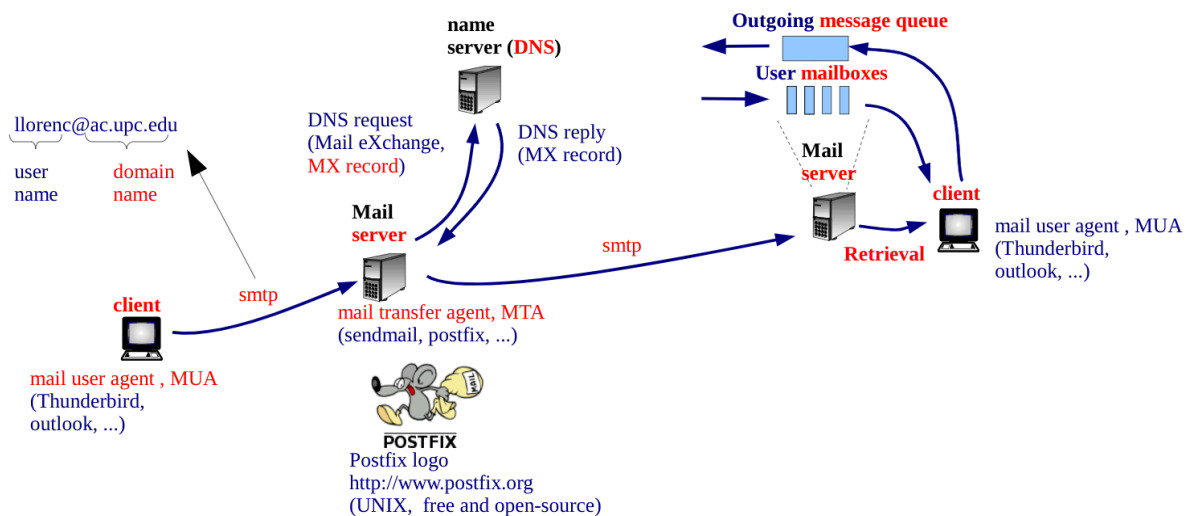 name
server (DNS)
Outgoing message queue
User mailboxes
llorenc@ac.upc.edu
user
name
domain
name
DNS request
(Mail eXchange,
MX record)
DNS reply
(MX record)
Mail
server
Mail
server
client
mail user agent , MUA
(Thunderbird,
outlook, ...)
Retrieval
smtp
smtp
client
mail user agent , MUA
(Thunderbird,
outlook, ...)
mail transfer agent, MTA
(sendmail, postfix, ...)
MAIL
POSTFIX
Postfix logo
http://www.postfix.org
(UNIX,  free and open-source)